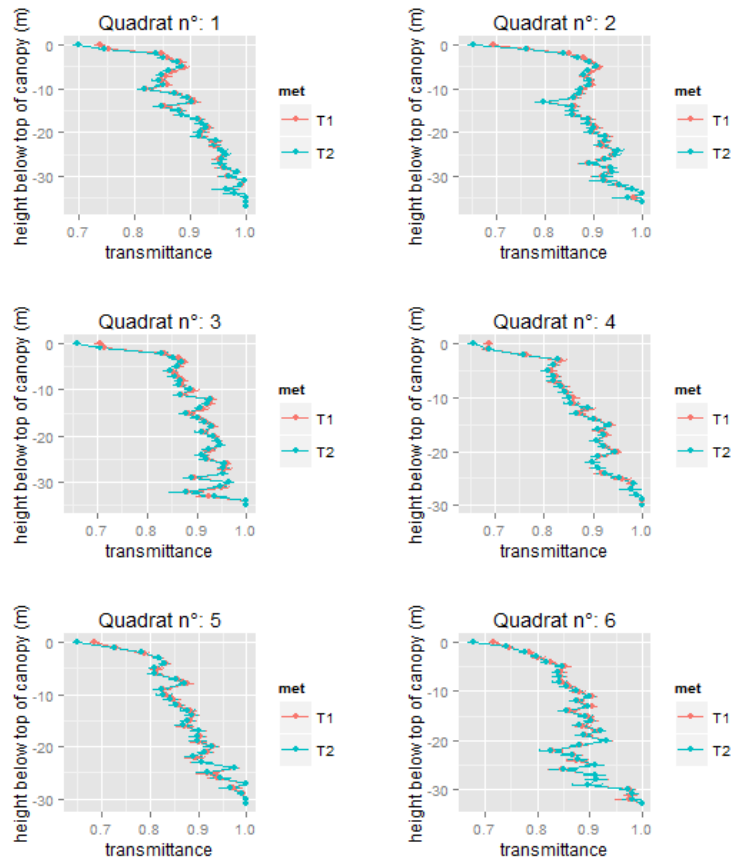 Quadrat n°: 1
height below top of canopy (m)
0
-10
-20
-30
0.7 0.8 0.9 1.0
transmittance
met
T1
T2
Quadrat n°: 2
height below top of canopy (m)
0
-10
-20
-30
0.7 0.8 0.9 1.0
transmittance
met
T1
T2
Quadrat n°: 3
height below top of canopy (m)
0
-10
-20
-30
0.7 0.8 0.9 1.0
transmittance
met
T1
T2
Quadrat n°: 4
height below top of canopy (m)
0
-10
-20
-30
0.7 0.8 0.9 1.0
transmittance
met
T1
T2
Quadrat n°: 5
height below top of canopy (m)
0
-10
-20
-30
0.7 0.8 0.9 1.0
transmittance
met
T1
T2
Quadrat n°: 6
height below top of canopy (m)
0
-10
-20
-30
0.7 0.8 0.9 1.0
transmittance
met
T1
T2